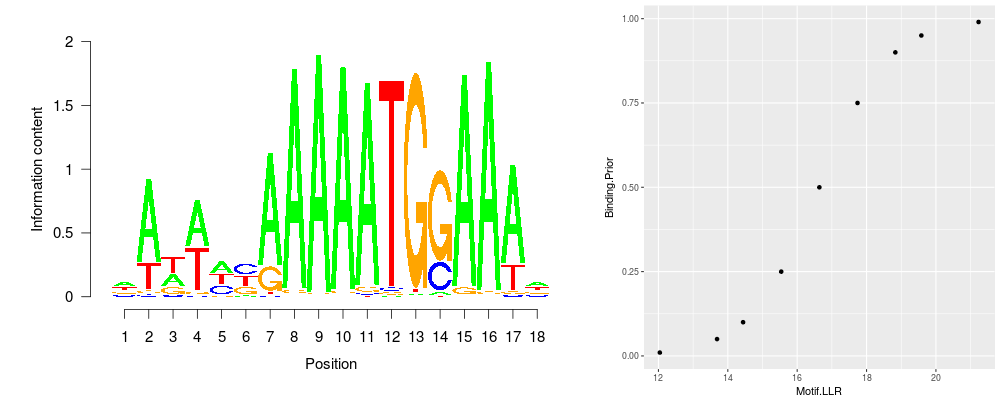 2
1.5
1
0.5
0
Information content
1 2 3 4 5 6 7 8 9 10 11 12 13 14 15 16 17 18
Position
A A A A A A A A A A T G G A A A
T T T A T G C T
1.00
0.75
0.50
0.25
0.00
Binding.Prior
12 14 16 18 20
Motif.LLR